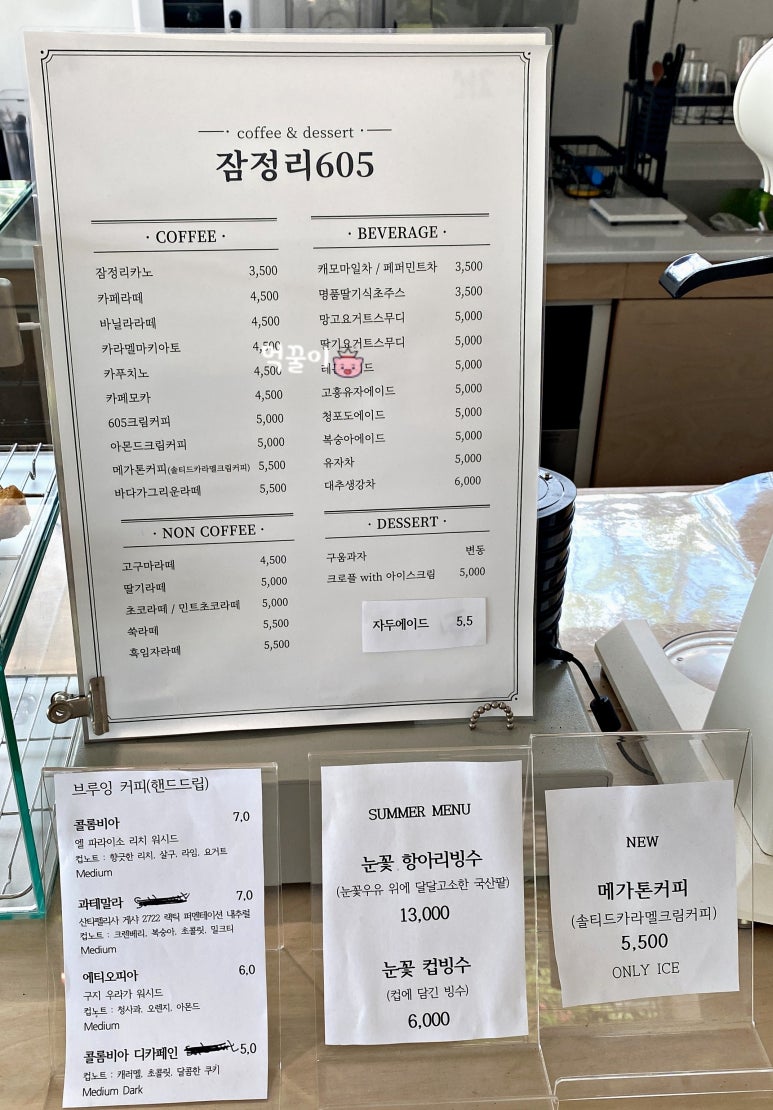 coffee & dessert
잠정리605
· COFFEE ·
잠정리카노 3,500
카페라떼 4,500
바닐라라떼 4,500
카라멜마키아토 4,500
카푸치노 4,500
카페모카 4,500
605크림커피 5,000
아몬드크림커피 5,000
메가톤커피(솔티드카라멜크림커피) 5,500
바다가그리운라떼 5,500
· NON COFFEE ·
고구마라떼 4,500
딸기라떼 5,000
초코라떼 / 민트초코라떼 5,000
쑥라떼 5,500
흑임자라떼 5,500
· BEVERAGE ·
캐모마일차 / 페퍼민트차 3,500
명품딸기식초주스 3,500
망고요거트스무디 5,000
딸기요거트스무디 5,000
5,000
고흥유자에이드 5,000
청포도에이드 5,000
복숭아에이드 5,000
유자차 5,000
대추생강차 6,000
· DESSERT ·
구움과자 변동
크로플 with 아이스크림 5,000
자두에이드 5,5
먹꿀이
브루잉 커피(핸드드립)
콜롬비아 7,0
엘 파라이소 리치 워시드
컵노트 : 향긋한 리치, 살구, 라임, 요거트
Medium
과테말라 7,0
산타펠리사 게샤 2722 락틱 퍼멘테이션 내추럴
컵노트 : 크렌베리, 복숭아, 초콜릿, 밀크티
Medium
에티오피아 6,0
구지 우라가 워시드
컵노트 : 청사과, 오렌지, 아몬드
Medium
콜롬비아 디카페인 5,0
컵노트 : 캐러멜, 초콜릿, 달콤한 쿠키
Medium Dark
SUMMER MENU
눈꽃 항아리빙수
(눈꽃우유 위에 달달고소한 국산팥)
13,000
눈꽃 컵빙수
(컵에 담긴 빙수)
6,000
NEW
메가톤커피
(솔티드카라멜크림커피)
5,500
ONLY ICE